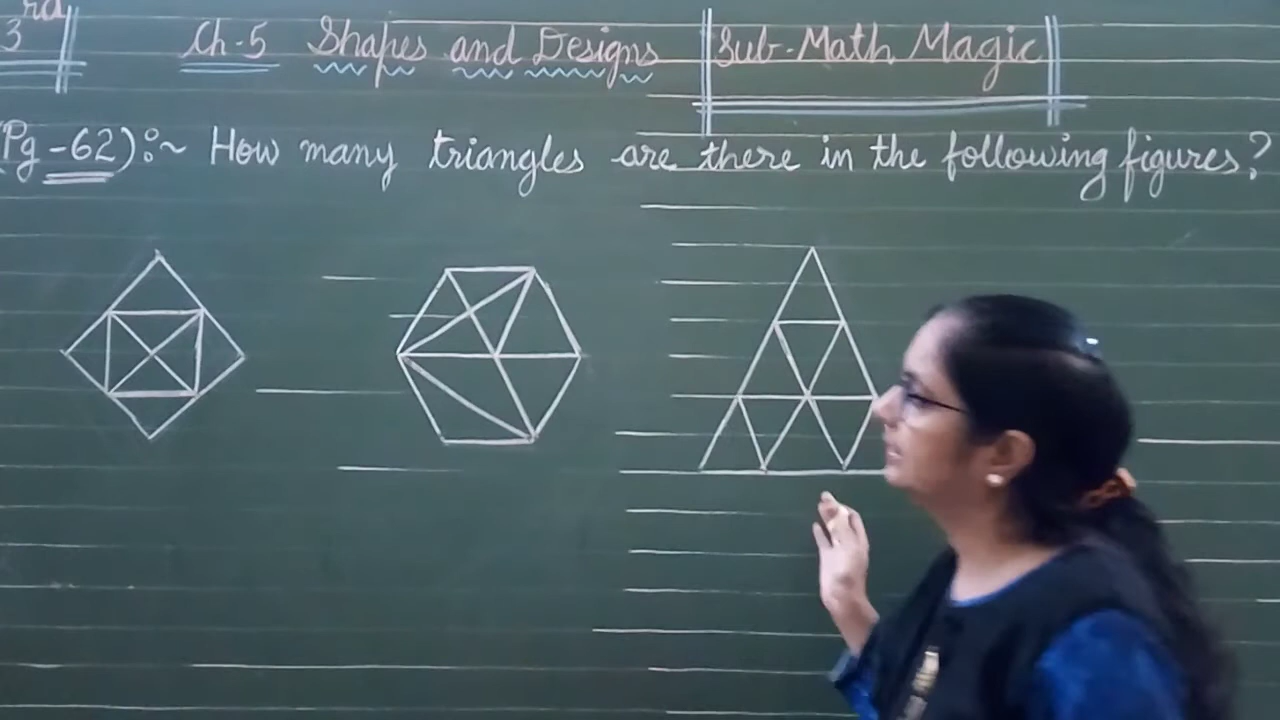 3rd Ch-5 Shapes and Designs Sub-Math Magic
(Pg-62):~ How many triangles are there in the following figures?